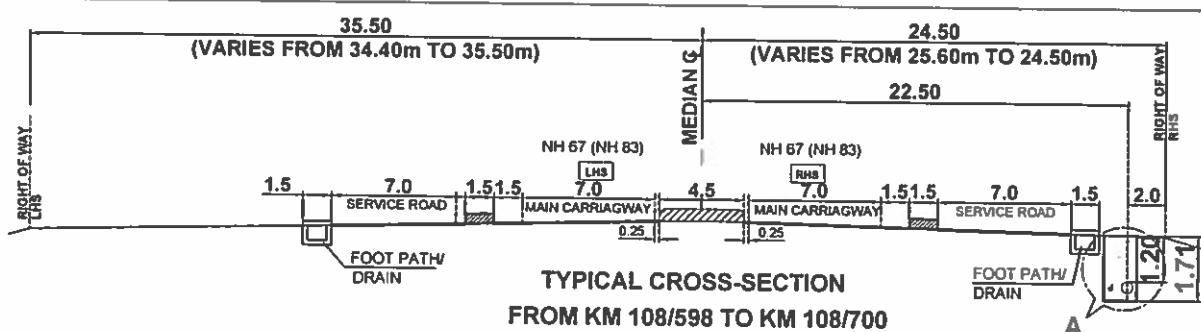 35.50
24.50
(VARIES FROM 34.40m TO 35.50m)
(VARIES FROM 25.60m TO 24.50m)
22.50
MEDIAN ℄
RIGHT OF WAY
LHS
RIGHT OF WAY
RHS
NH 67 (NH 83)
NH 67 (NH 83)
LHS
RHS
1.5
7.0
1.5
1.5
7.0
4.5
7.0
1.5
1.5
7.0
1.5
2.0
SERVICE ROAD
MAIN CARRIAGWAY
MAIN CARRIAGWAY
SERVICE ROAD
0.25
0.25
FOOT PATH/
DRAIN
FOOT PATH/
DRAIN
1.20
1.71
A
TYPICAL CROSS-SECTION
FROM KM 108/598 TO KM 108/700